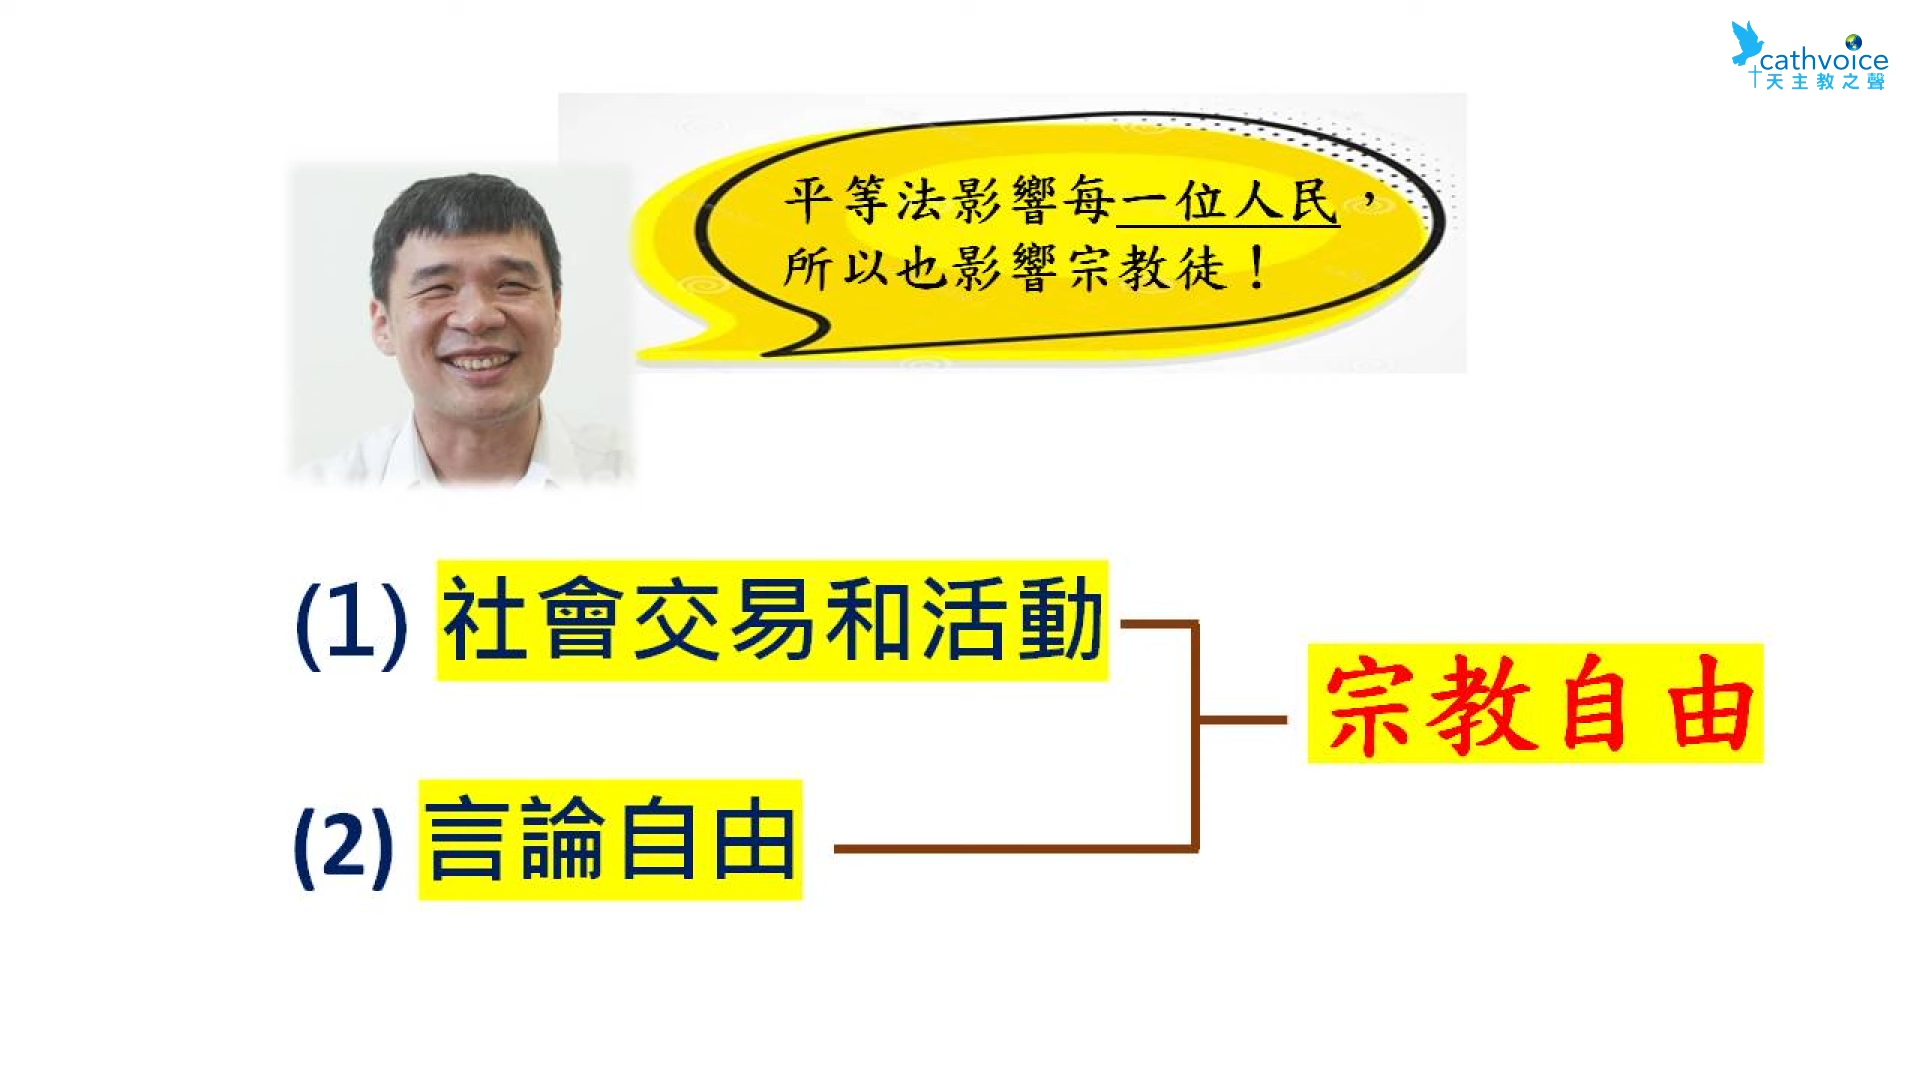 cathvoice
天主教之聲
平等法影響每一位人民，
所以也影響宗教徒！
(1) 社會交易和活動
宗教自由
(2) 言論自由